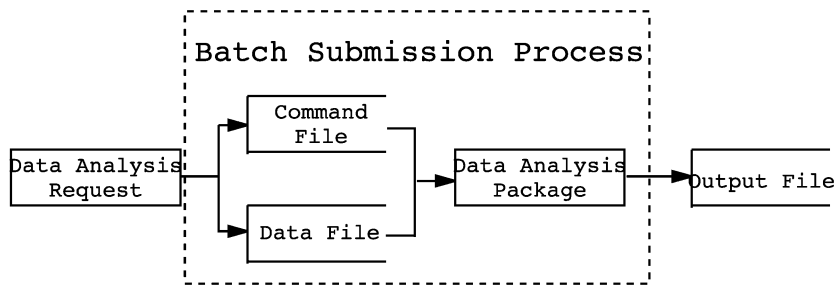 Batch Submission Process
Data Analysis
Request
Command
File
Data File
Data Analysis
Package
Output File